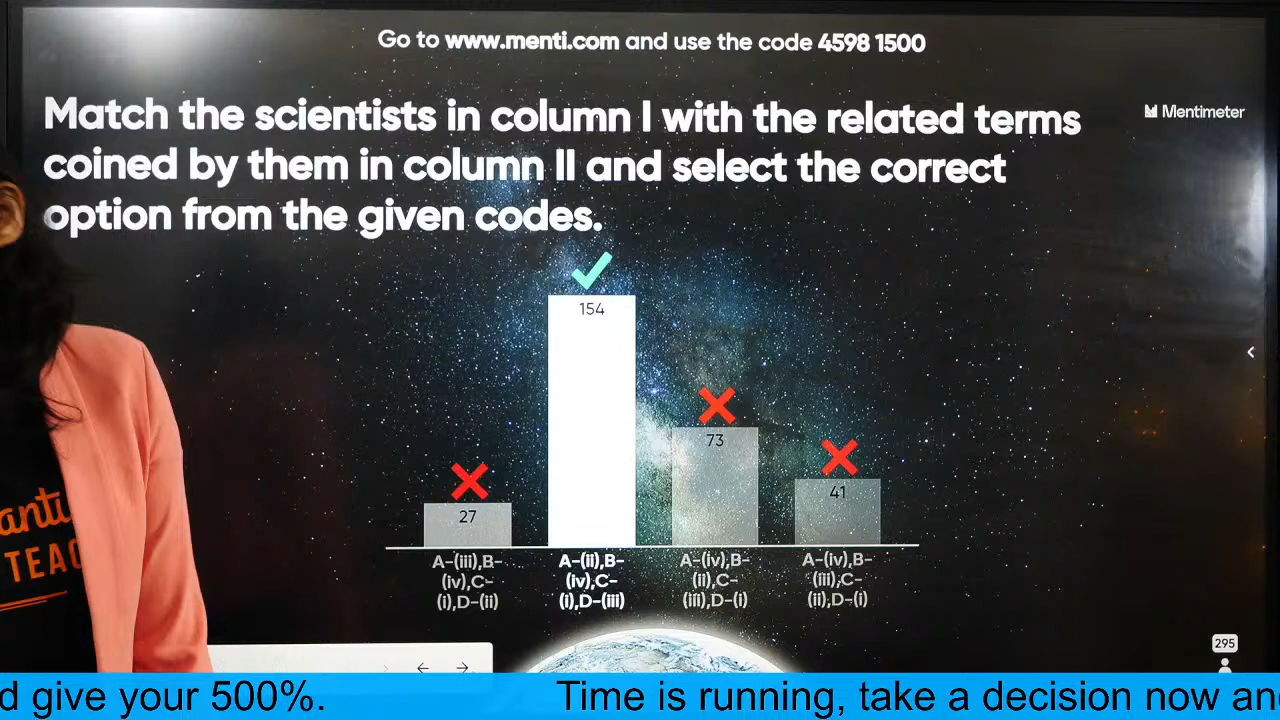 Go to www.menti.com and use the code 4598 1500
Match the scientists in column I with the related terms
coined by them in column II and select the correct
option from the given codes.
Mentimeter
154
73
41
27
A-(iii),B-
(iv),C-
(i),D-(ii)
A-(ii),B-
(iv),C-
(i),D-(iii)
A-(iv),B-
(ii),C-
(iii),D-(i)
A-(iv),B-
(iii),C-
(ii),D-(i)
295
d give your 500%. Time is running, take a decision now an